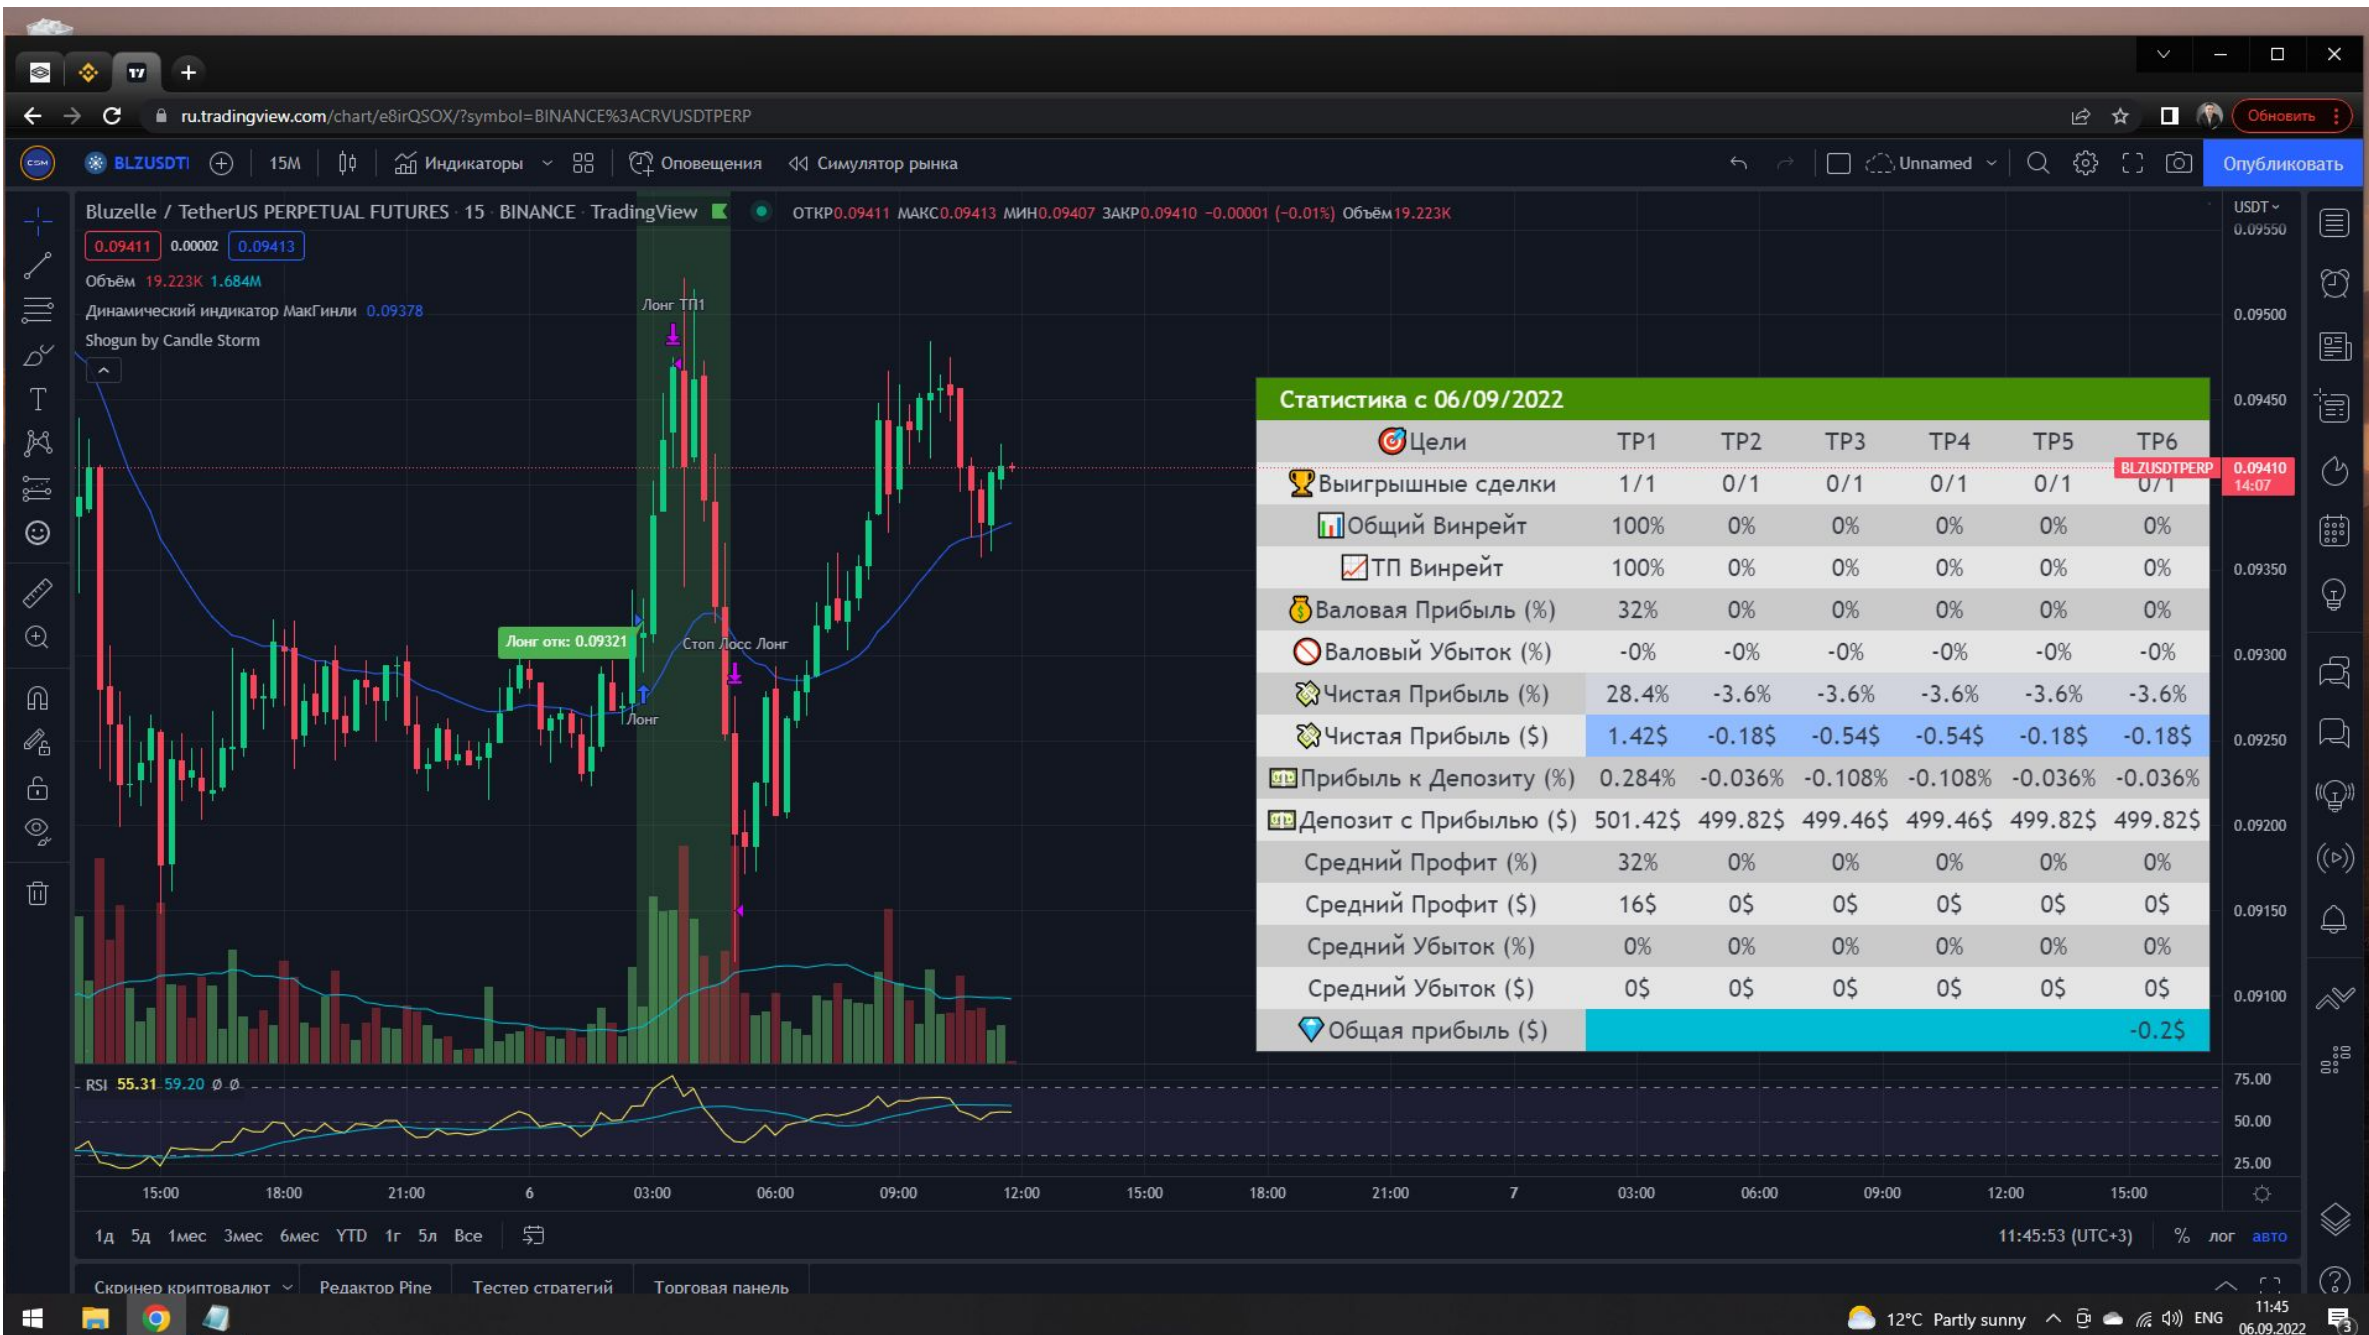 ru.tradingview.com/chart/e8irQSOX/?symbol=BINANCE%3ACRVUSDTPERP
Обновить
CSM
BLZUSDTI
15М
Индикаторы
Оповещения
Симулятор рынка
Unnamed
Опубликовать
Bluzelle / TetherUS PERPETUAL FUTURES · 15 · BINANCE · TradingView
ОТКР0.09411 МАКС0.09413 МИН0.09407 ЗАКР0.09410 −0.00001 (−0.01%) Объём19.223K
USDT
0.09550
0.09411 0.00002 0.09413
Объём 19.223K 1.684M
Динамический индикатор МакГинли 0.09378
Shogun by Candle Storm
Лонг ТП1
Лонг отк: 0.09321
Стоп Лосс Лонг
Лонг
0.09500
0.09450
0.09410
14:07
0.09350
0.09300
0.09250
0.09200
0.09150
0.09100
BLZUSDTPERP
Статистика с 06/09/2022
Цели TP1 TP2 TP3 TP4 TP5 TP6
Выигрышные сделки 1/1 0/1 0/1 0/1 0/1 0/1
Общий Винрейт 100% 0% 0% 0% 0% 0%
ТП Винрейт 100% 0% 0% 0% 0% 0%
Валовая Прибыль (%) 32% 0% 0% 0% 0% 0%
Валовый Убыток (%) -0% -0% -0% -0% -0% -0%
Чистая Прибыль (%) 28.4% -3.6% -3.6% -3.6% -3.6% -3.6%
Чистая Прибыль ($) 1.42$ -0.18$ -0.54$ -0.54$ -0.18$ -0.18$
Прибыль к Депозиту (%) 0.284% -0.036% -0.108% -0.108% -0.036% -0.036%
Депозит с Прибылью ($) 501.42$ 499.82$ 499.46$ 499.46$ 499.82$ 499.82$
Средний Профит (%) 32% 0% 0% 0% 0% 0%
Средний Профит ($) 16$ 0$ 0$ 0$ 0$ 0$
Средний Убыток (%) 0% 0% 0% 0% 0% 0%
Средний Убыток ($) 0$ 0$ 0$ 0$ 0$ 0$
Общая прибыль ($) -0.2$
RSI 55.31 59.20 ø ø
75.00
50.00
25.00
15:00 18:00 21:00 6 03:00 06:00 09:00 12:00 15:00 18:00 21:00 7 03:00 06:00 09:00 12:00 15:00
1д 5д 1мес 3мес 6мес YTD 1г 5л Все
11:45:53 (UTC+3) % лог авто
Скринер криптовалют Редактор Pine Тестер стратегий Торговая панель
12°C Partly sunny ENG
11:45
06.09.2022
3